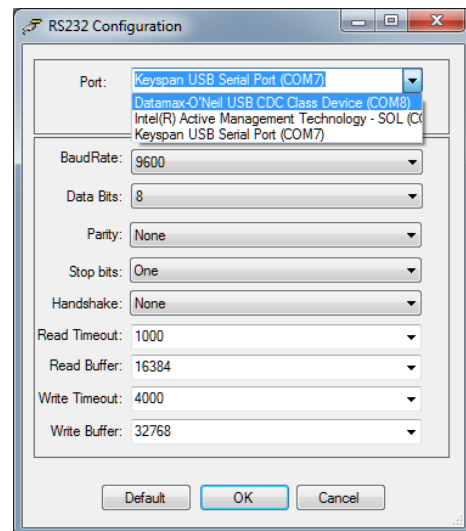 RS232 Configuration
Port: Keyspan USB Serial Port (COM7)
Datamax-O'Neil USB CDC Class Device (COM8)
Intel(R) Active Management Technology - SOL
Keyspan USB Serial Port (COM7)
BaudRate: 9600
Data Bits: 8
Parity: None
Stop bits: One
Handshake: None
Read Timeout: 1000
Read Buffer: 16384
Write Timeout: 4000
Write Buffer: 32768
Default OK Cancel